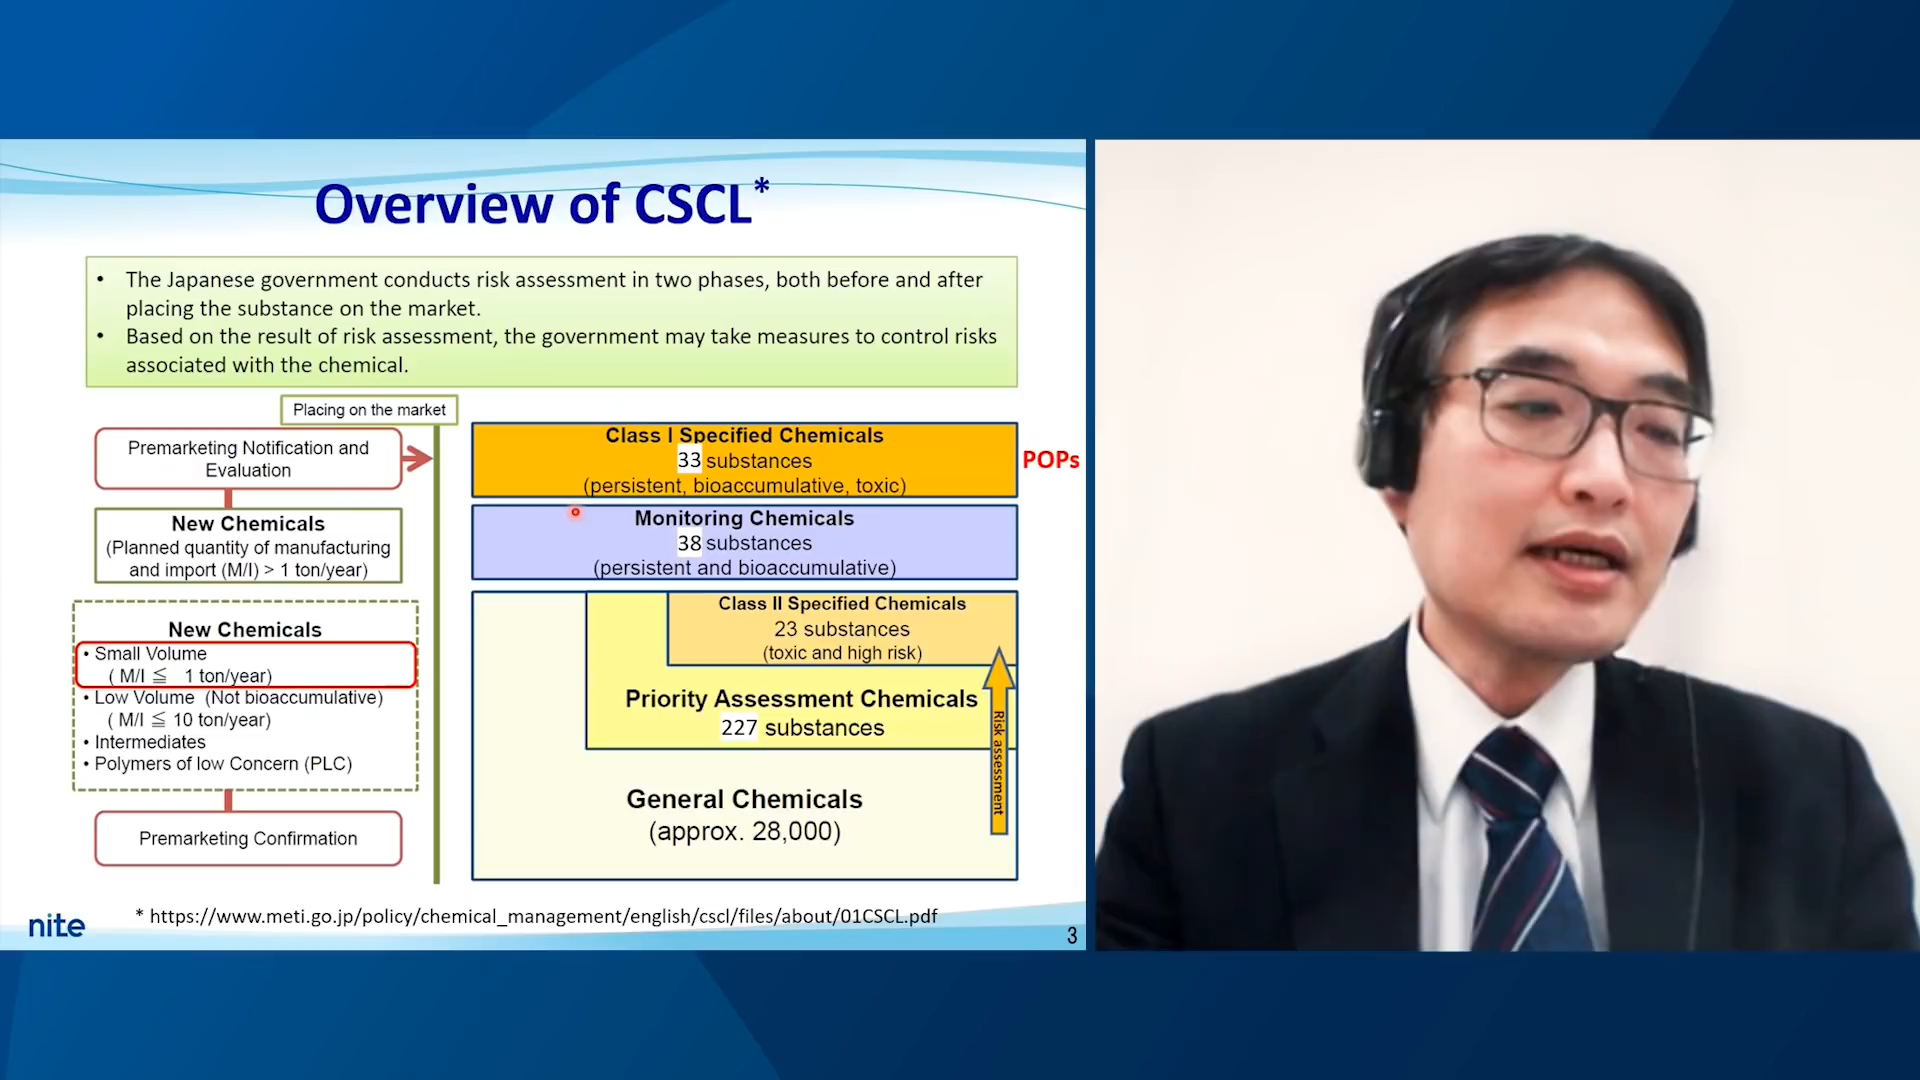 Overview of CSCL*
• The Japanese government conducts risk assessment in two phases, both before and after
placing the substance on the market.
• Based on the result of risk assessment, the government may take measures to control risks
associated with the chemical.
Placing on the market
Premarketing Notification and
Evaluation
New Chemicals
(Planned quantity of manufacturing
and import (M/I) > 1 ton/year)
New Chemicals
• Small Volume
( M/I ≦ 1 ton/year)
• Low Volume (Not bioaccumulative)
( M/I ≦ 10 ton/year)
• Intermediates
• Polymers of low Concern (PLC)
Premarketing Confirmation
Class I Specified Chemicals
33 substances
(persistent, bioaccumulative, toxic)
POPs
Monitoring Chemicals
38 substances
(persistent and bioaccumulative)
Class II Specified Chemicals
23 substances
(toxic and high risk)
Priority Assessment Chemicals
227 substances
General Chemicals
(approx. 28,000)
Risk assessment
* https://www.meti.go.jp/policy/chemical_management/english/cscl/files/about/01CSCL.pdf
nite
3